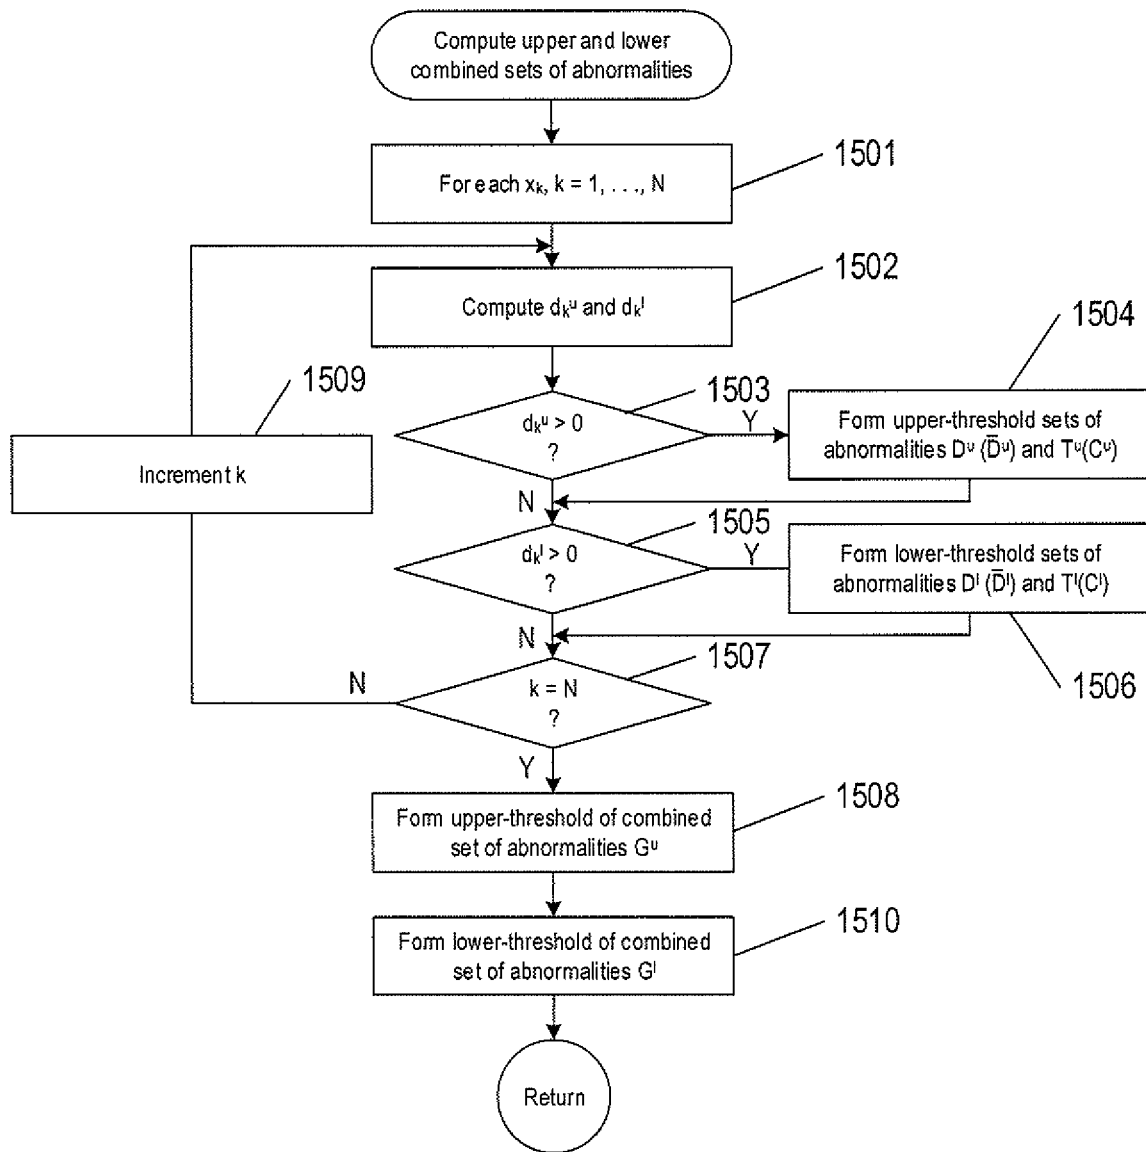 Compute upper and lower
combined sets of abnormalities
1501
For each xₖ, k = 1, . . ., N
1502
Compute dₖᵘ and dₖˡ
1504
1509
1503
dₖᵘ > 0
?
Y
Form upper-threshold sets of
abnormalities Dᵘ (D̅ᵘ) and Tᵘ(Cᵘ)
Increment k
N
1505
dₖˡ > 0
?
Y
Form lower-threshold sets of
abnormalities Dˡ (D̅ˡ) and Tˡ(Cˡ)
N
1507
1506
N
k = N
?
Y
1508
Form upper-threshold of combined
set of abnormalities Gᵘ
1510
Form lower-threshold of combined
set of abnormalities Gˡ
Return